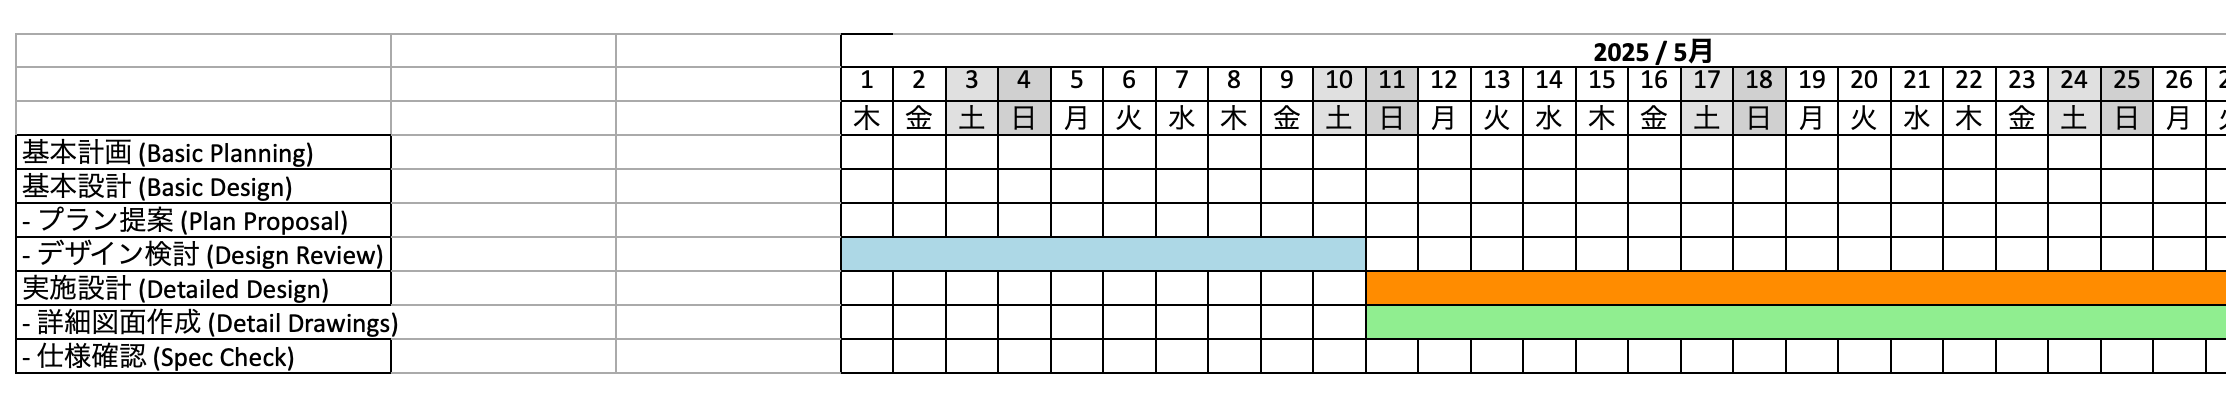 2025 / 5月
1 2 3 4 5 6 7 8 9 10 11 12 13 14 15 16 17 18 19 20 21 22 23 24 25 26
木 金 土 日 月 火 水 木 金 土 日 月 火 水 木 金 土 日 月 火 水 木 金 土 日 月
基本計画 (Basic Planning)
基本設計 (Basic Design)
- プラン提案 (Plan Proposal)
- デザイン検討 (Design Review)
実施設計 (Detailed Design)
- 詳細図面作成 (Detail Drawings)
- 仕様確認 (Spec Check)